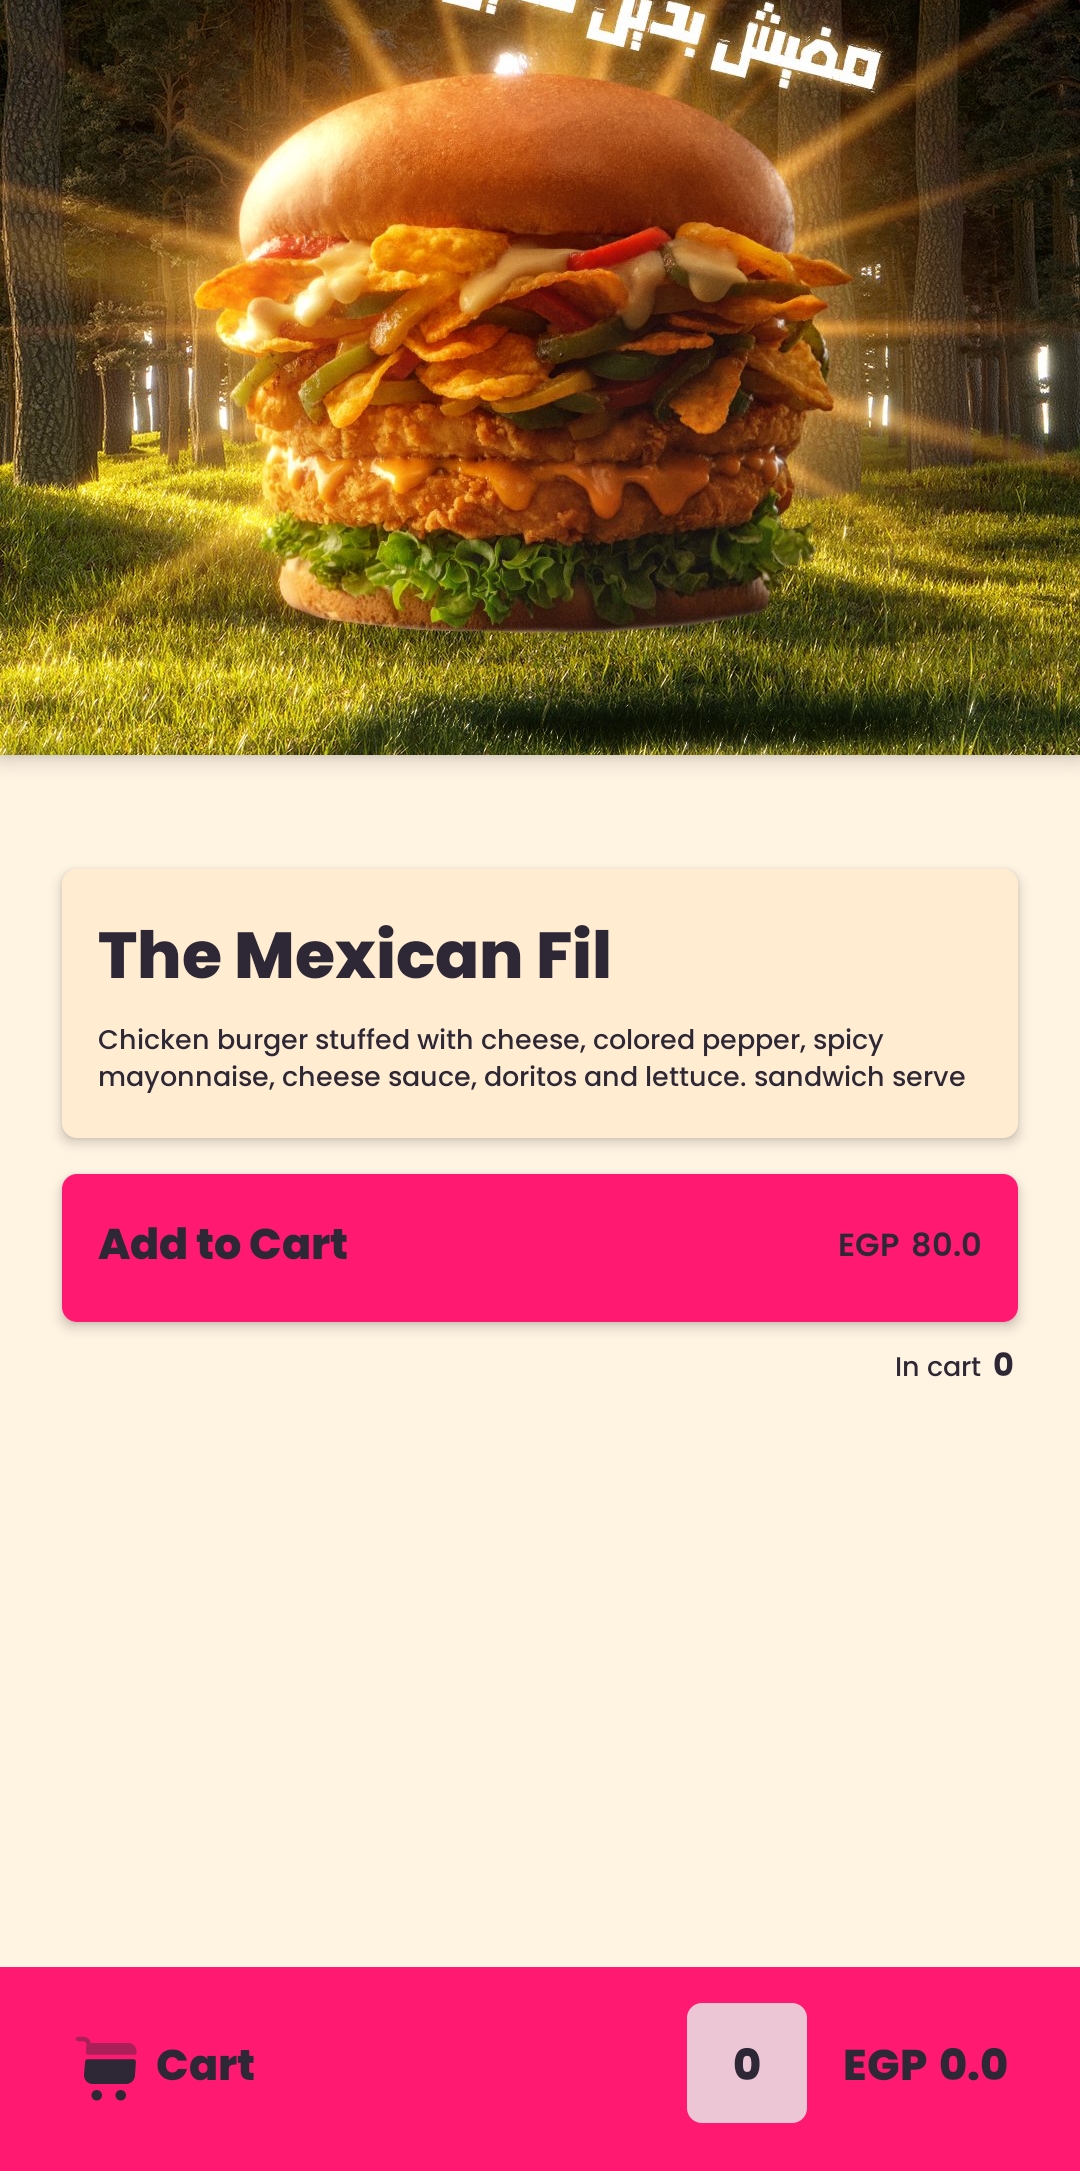 مفيش بديل
The Mexican Fil
Chicken burger stuffed with cheese, colored pepper, spicy
mayonnaise, cheese sauce, doritos and lettuce. sandwich serve
Add to Cart
EGP 80.0
In cart 0
Cart
0
EGP 0.0